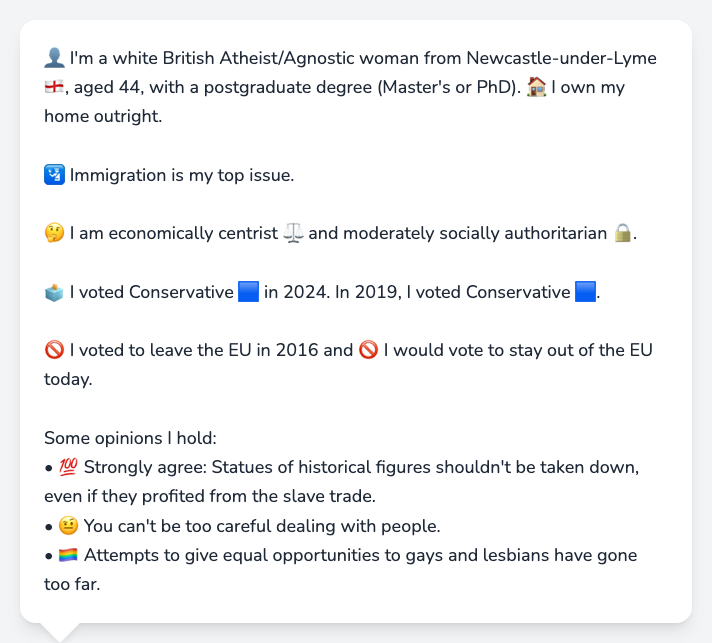 👤 I'm a white British Atheist/Agnostic woman from Newcastle-under-Lyme
🏴󠁧󠁢󠁥󠁮󠁧󠁿, aged 44, with a postgraduate degree (Master's or PhD). 🏠 I own my
home outright.
🛂 Immigration is my top issue.
🤔 I am economically centrist ⚖️ and moderately socially authoritarian 🔒.
🗳️ I voted Conservative 🟦 in 2024. In 2019, I voted Conservative 🟦.
🚫 I voted to leave the EU in 2016 and 🚫 I would vote to stay out of the EU
today.
Some opinions I hold:
• 💯 Strongly agree: Statues of historical figures shouldn't be taken down,
even if they profited from the slave trade.
• 🤨 You can't be too careful dealing with people.
• 🏳️‍🌈 Attempts to give equal opportunities to gays and lesbians have gone
too far.